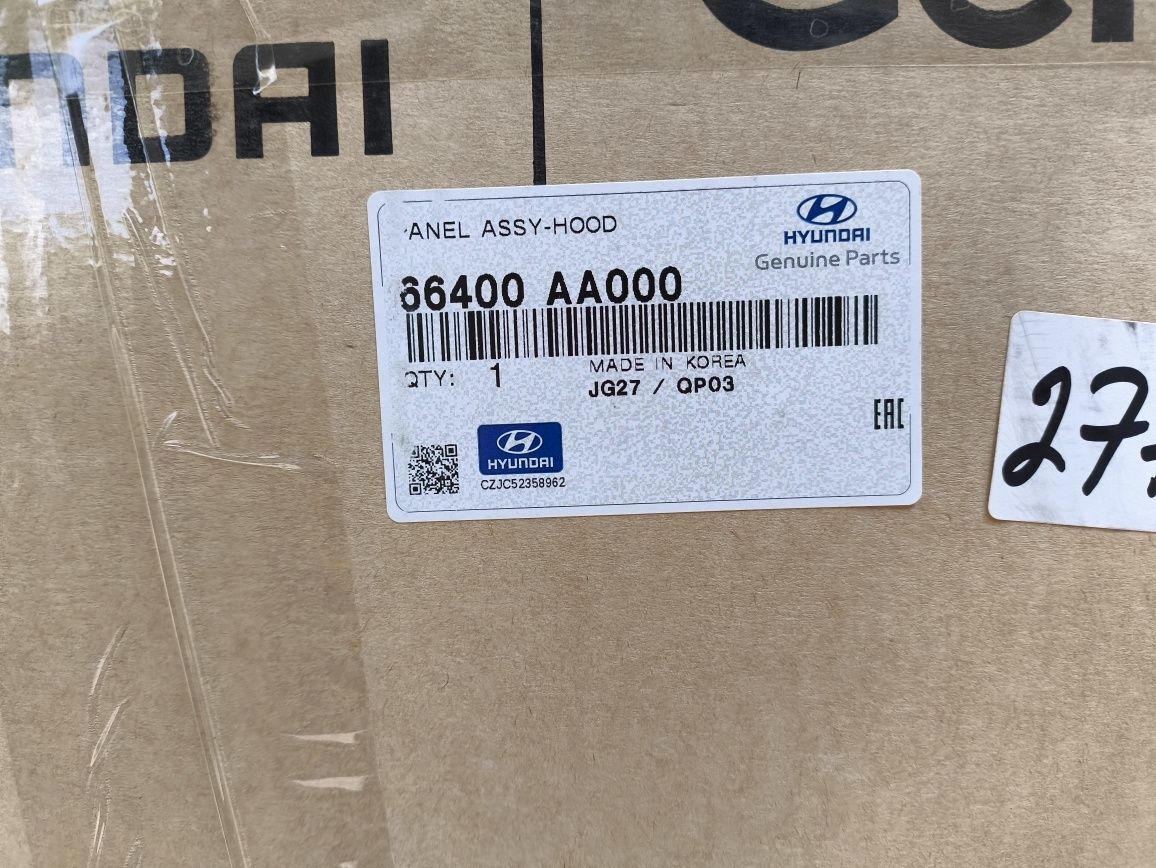 NDAI
Gen
ANEL ASSY-HOOD
HYUNDAI
Genuine Parts
66400 AA000
MADE IN KOREA
QTY: 1
JG27 / QP03
EAC
HYUNDAI
CZJC52358962
27